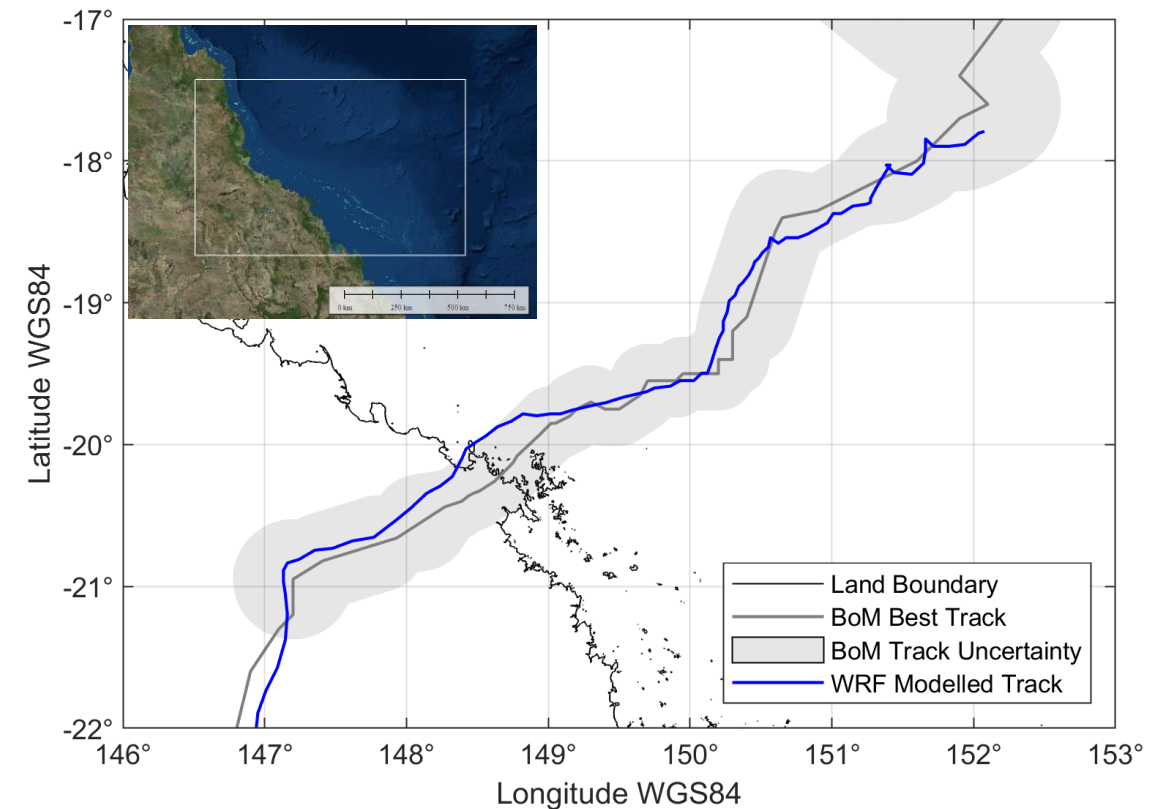 -17°
-18°
-19°
-20°
-21°
-22°
Latitude WGS84
0 km 250 km 500 km 750 km
Land Boundary
BoM Best Track
BoM Track Uncertainty
WRF Modelled Track
146° 147° 148° 149° 150° 151° 152° 153°
Longitude WGS84